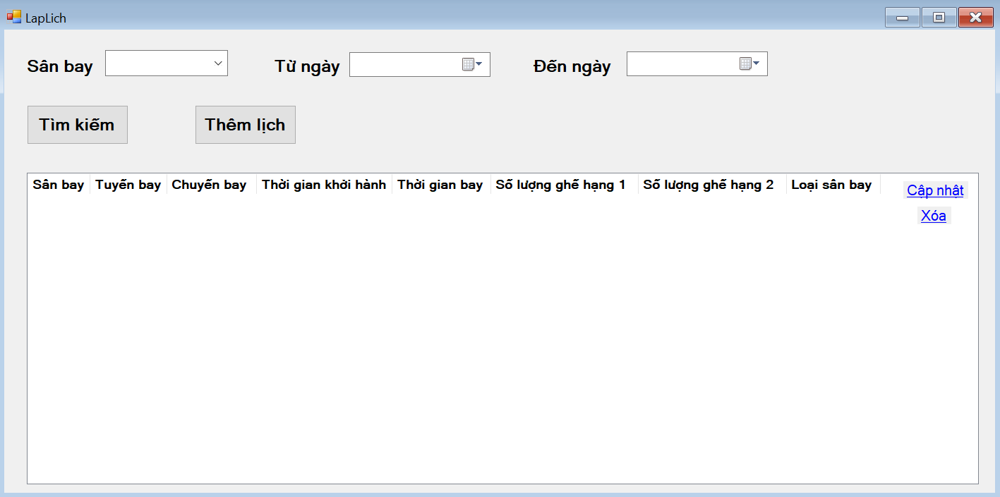 LapLich
Sân bay Từ ngày Đến ngày
Tìm kiếm Thêm lịch
Sân bay Tuyến bay Chuyến bay Thời gian khởi hành Thời gian bay Số lượng ghế hạng 1 Số lượng ghế hạng 2 Loại sân bay
Cập nhật
Xóa